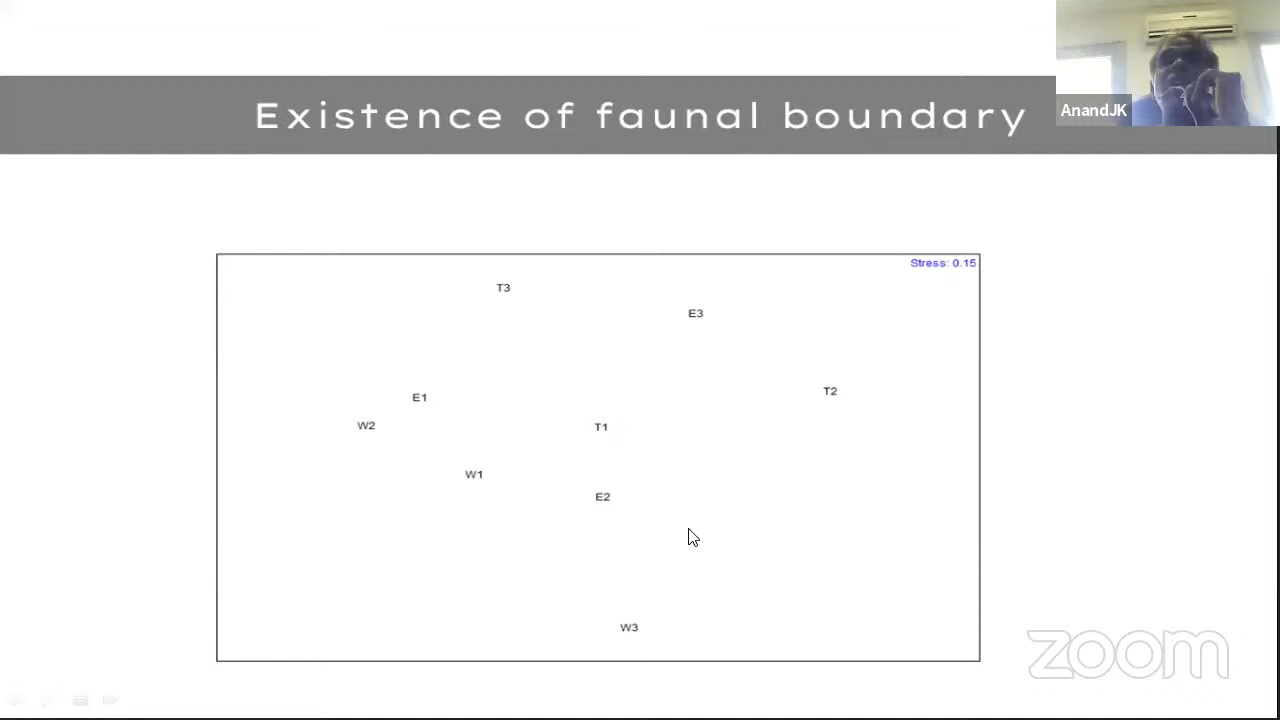 Existence of faunal boundary
AnandJK
Stress: 0.15
T3
E3
T2
E1
W2
T1
W1
E2
W3
zoom